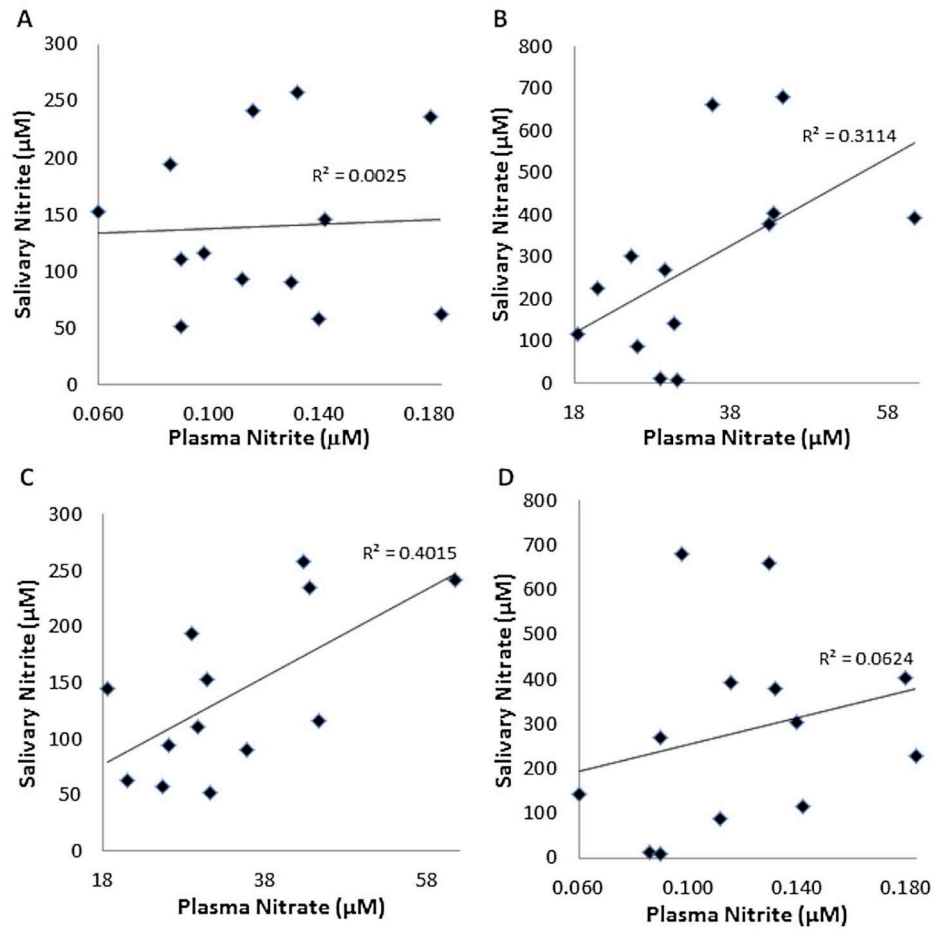 A
300
250
200
150
100
50
0
Salivary Nitrite (µM)
R² = 0.0025
0.060 0.100 0.140 0.180
Plasma Nitrite (µM)
B
800
700
600
500
400
300
200
100
0
Salivary Nitrate (µM)
R² = 0.3114
18 38 58
Plasma Nitrate (µM)
C
300
250
200
150
100
50
0
Salivary Nitrite (µM)
R² = 0.4015
18 38 58
Plasma Nitrate (µM)
D
800
700
600
500
400
300
200
100
0
Salivary Nitrate (µM)
R² = 0.0624
0.060 0.100 0.140 0.180
Plasma Nitrite (µM)